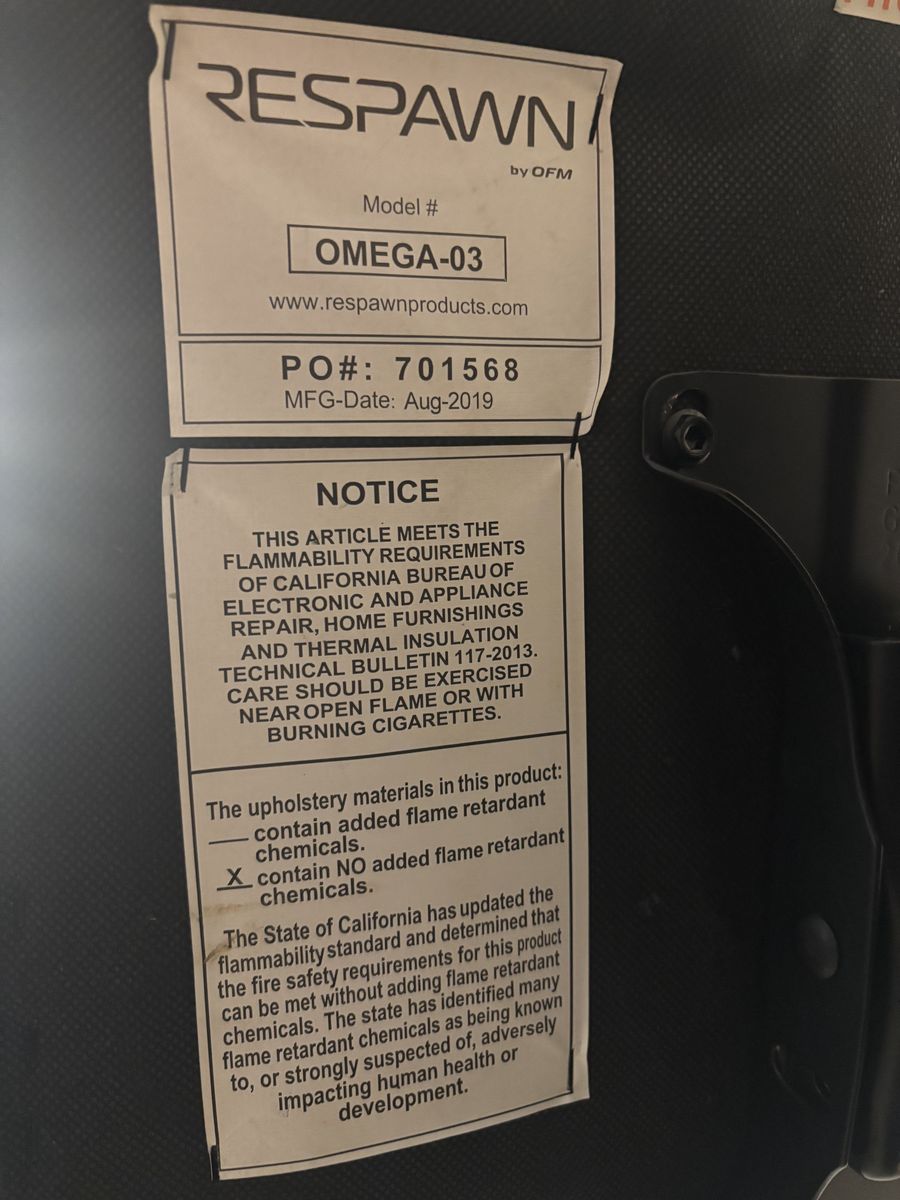 RESPAWN
by OFM
Model #
OMEGA-03
www.respawnproducts.com
PO#: 701568
MFG-Date: Aug-2019
NOTICE
THIS ARTICLE MEETS THE
FLAMMABILITY REQUIREMENTS
OF CALIFORNIA BUREAU OF
ELECTRONIC AND APPLIANCE
REPAIR, HOME FURNISHINGS
AND THERMAL INSULATION
TECHNICAL BULLETIN 117-2013.
CARE SHOULD BE EXERCISED
NEAR OPEN FLAME OR WITH
BURNING CIGARETTES.
The upholstery materials in this product:
__ contain added flame retardant
chemicals.
X contain NO added flame retardant
chemicals.
The State of California has updated the
flammability standard and determined that
the fire safety requirements for this product
can be met without adding flame retardant
chemicals. The state has identified many
flame retardant chemicals as being known
to, or strongly suspected of, adversely
impacting human health or
development.